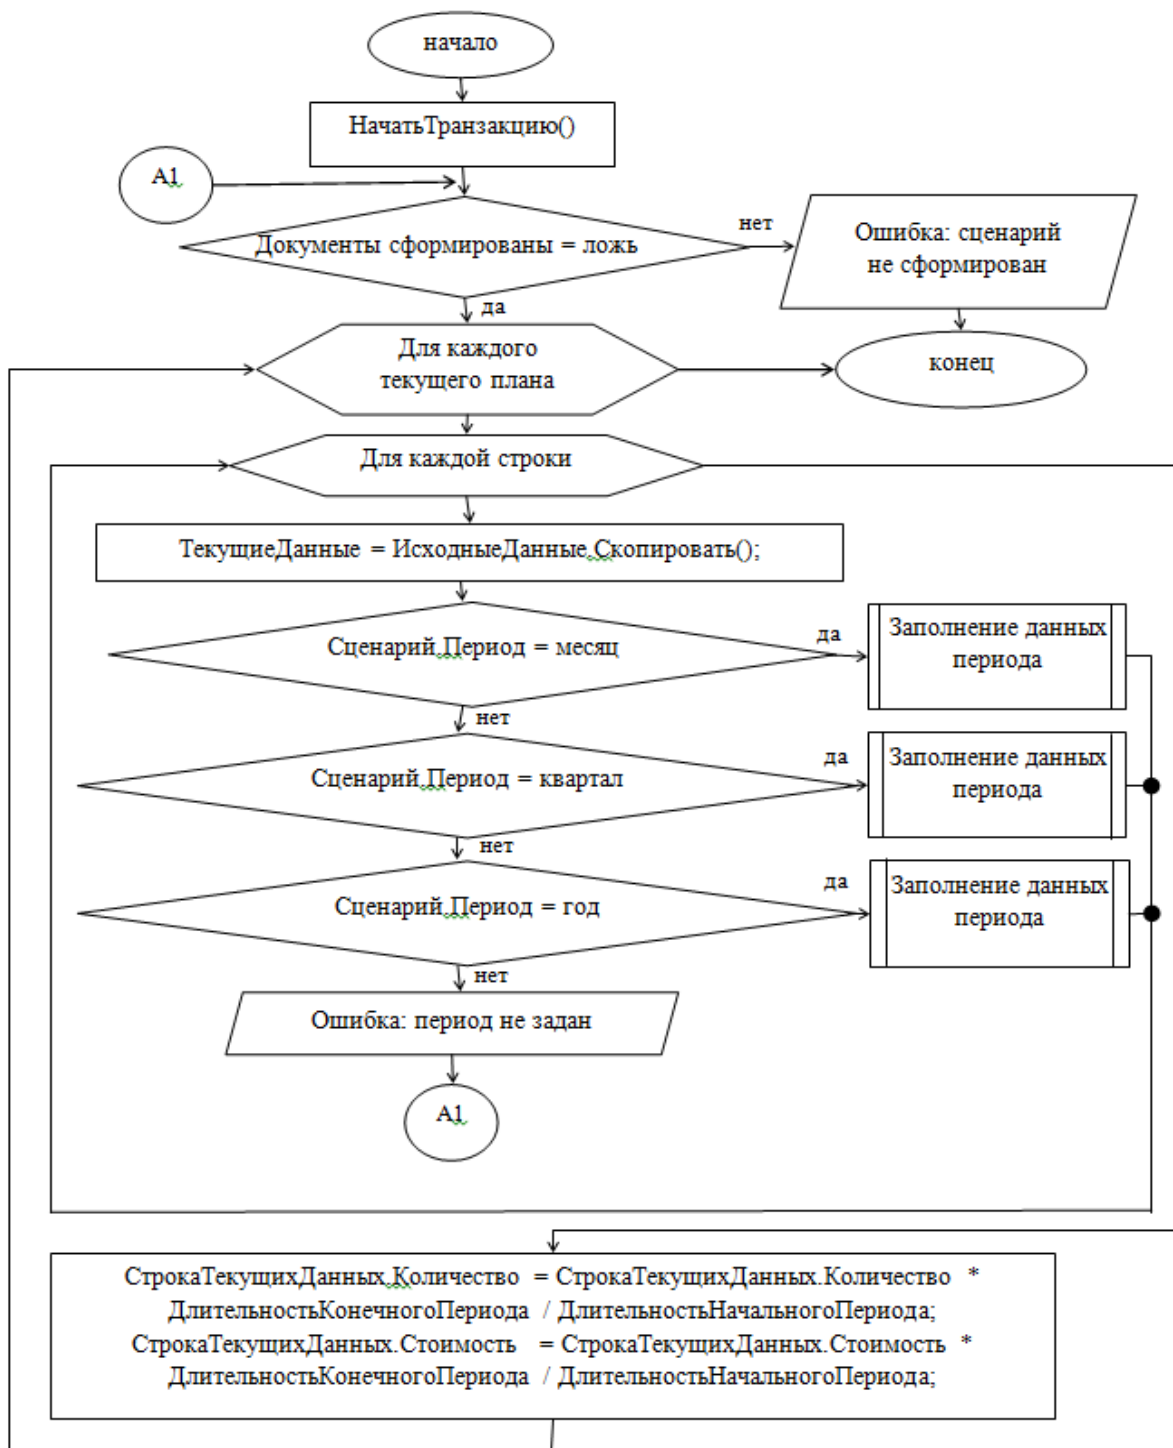 начало
НачатьТранзакцию()
А1
Документы сформированы = ложь
нет
Ошибка: сценарий
не сформирован
да
Для каждого
текущего плана
конец
Для каждой строки
ТекущиеДанные = ИсходныеДанные.Скопировать();
Сценарий.Период = месяц
да
Заполнение данных
периода
нет
Сценарий.Период = квартал
да
Заполнение данных
периода
нет
Сценарий.Период = год
да
Заполнение данных
периода
нет
Ошибка: период не задан
А1
СтрокаТекущихДанных.Количество = СтрокаТекущихДанных.Количество *
ДлительностьКонечногоПериода / ДлительностьНачальногоПериода;
СтрокаТекущихДанных.Стоимость = СтрокаТекущихДанных.Стоимость *
ДлительностьКонечногоПериода / ДлительностьНачальногоПериода;